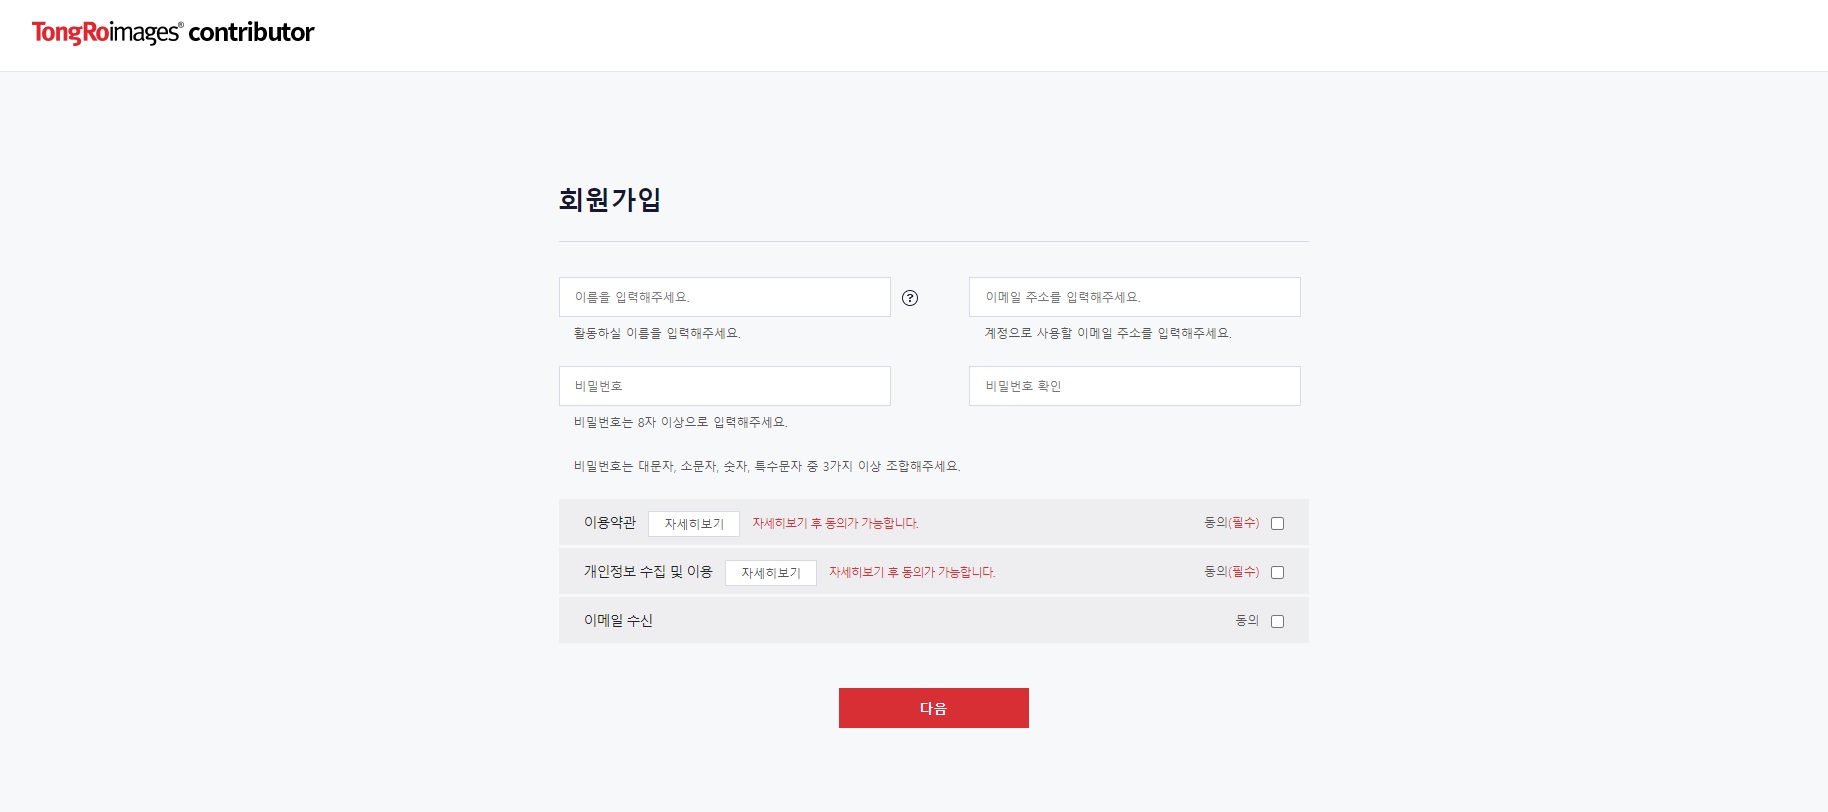 TongRoimages® contributor
회원가입
이름을 입력해주세요.
?
이메일 주소를 입력해주세요.
활동하실 이름을 입력해주세요.
계정으로 사용할 이메일 주소를 입력해주세요.
비밀번호
비밀번호 확인
비밀번호는 8자 이상으로 입력해주세요.
비밀번호는 대문자, 소문자, 숫자, 특수문자 중 3가지 이상 조합해주세요.
이용약관 자세히보기 자세히보기 후 동의가 가능합니다. 동의(필수)
개인정보 수집 및 이용 자세히보기 자세히보기 후 동의가 가능합니다. 동의(필수)
이메일 수신 동의
다음